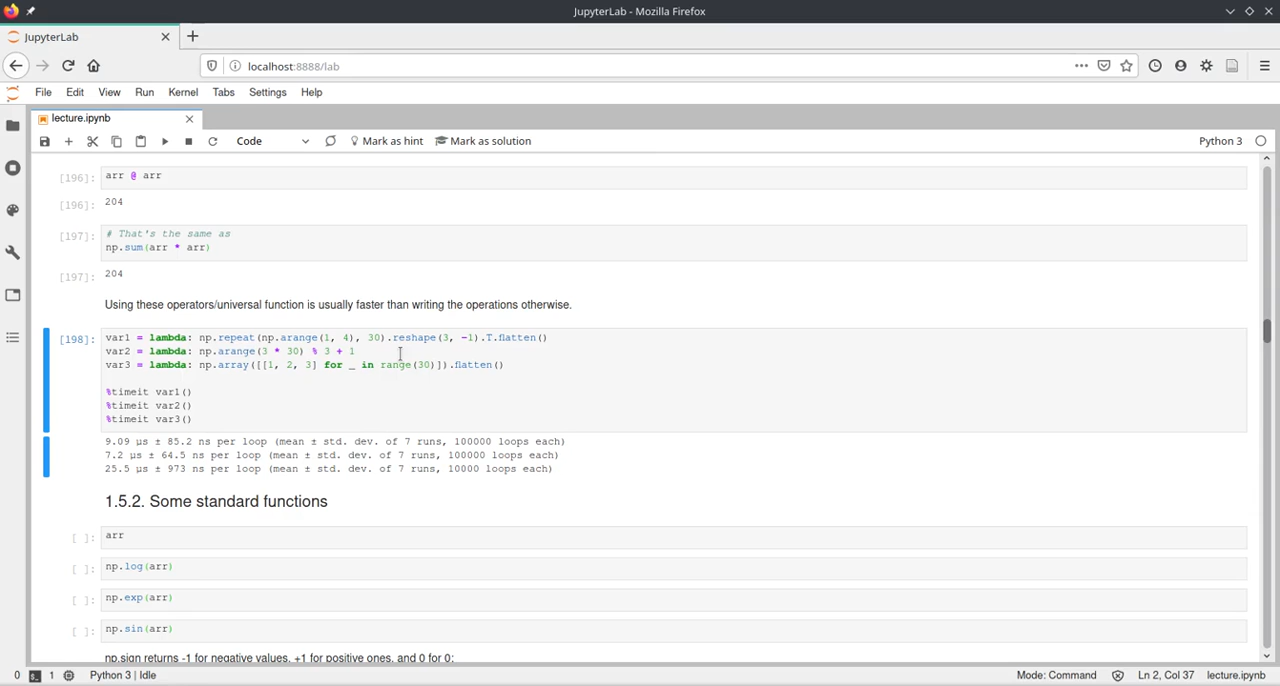 JupyterLab - Mozilla Firefox
JupyterLab
localhost:8888/lab
File Edit View Run Kernel Tabs Settings Help
lecture.ipynb
Code Mark as hint Mark as solution Python 3
[196]: arr @ arr
[196]: 204
[197]: # That's the same as
np.sum(arr * arr)
[197]: 204
Using these operators/universal function is usually faster than writing the operations otherwise.
[198]: var1 = lambda: np.repeat(np.arange(1, 4), 30).reshape(3, -1).T.flatten()
var2 = lambda: np.arange(3 * 30) % 3 + 1
var3 = lambda: np.array([[1, 2, 3] for _ in range(30)]).flatten()
%timeit var1()
%timeit var2()
%timeit var3()
9.09 µs ± 85.2 ns per loop (mean ± std. dev. of 7 runs, 100000 loops each)
7.2 µs ± 64.5 ns per loop (mean ± std. dev. of 7 runs, 100000 loops each)
25.5 µs ± 973 ns per loop (mean ± std. dev. of 7 runs, 10000 loops each)
1.5.2. Some standard functions
[ ]: arr
[ ]: np.log(arr)
[ ]: np.exp(arr)
[ ]: np.sin(arr)
np.sign returns -1 for negative values, +1 for positive ones, and 0 for 0:
0 1 Python 3 | Idle Mode: Command Ln 2, Col 37 lecture.ipynb